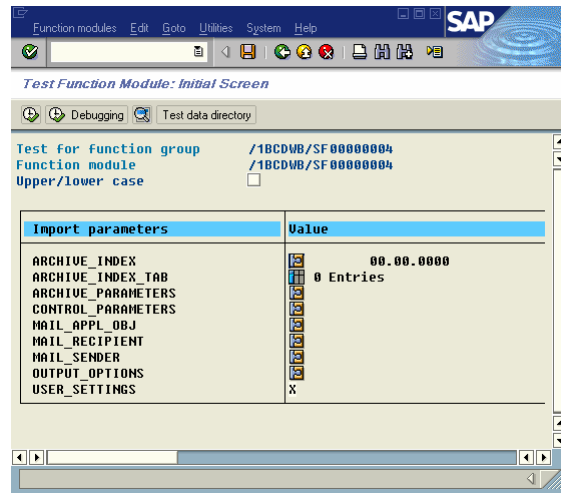 Function modules Edit Goto Utilities System Help
SAP
Test Function Module: Initial Screen
Debugging Test data directory
Test for function group /1BCDWB/SF00000004
Function module /1BCDWB/SF00000004
Upper/lower case
Import parameters Value
ARCHIVE_INDEX 00.00.0000
ARCHIVE_INDEX_TAB 0 Entries
ARCHIVE_PARAMETERS
CONTROL_PARAMETERS
MAIL_APPL_OBJ
MAIL_RECIPIENT
MAIL_SENDER
OUTPUT_OPTIONS
USER_SETTINGS X